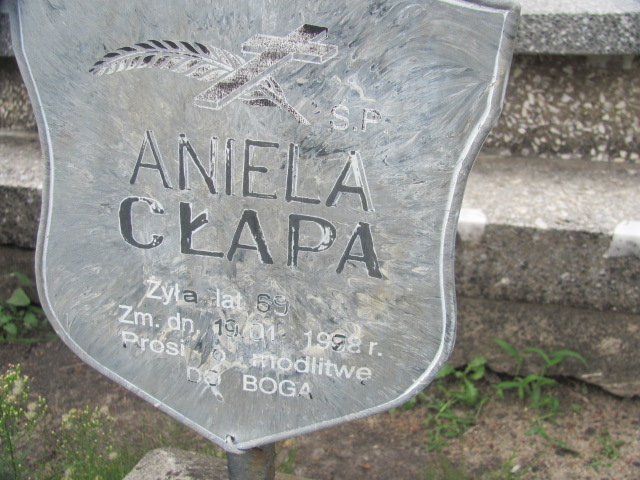 Ś.P.
ANIELA
CŁAPA
Żyła lat 69
Zm. dn. 19.01. 1998 r.
Prosi o modlitwę
DO BOGA